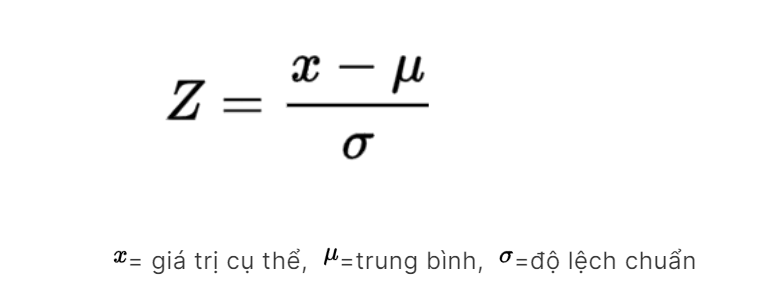 Z = x − μ / σ
x= giá trị cụ thể, μ=trung bình, σ=độ lệch chuẩn